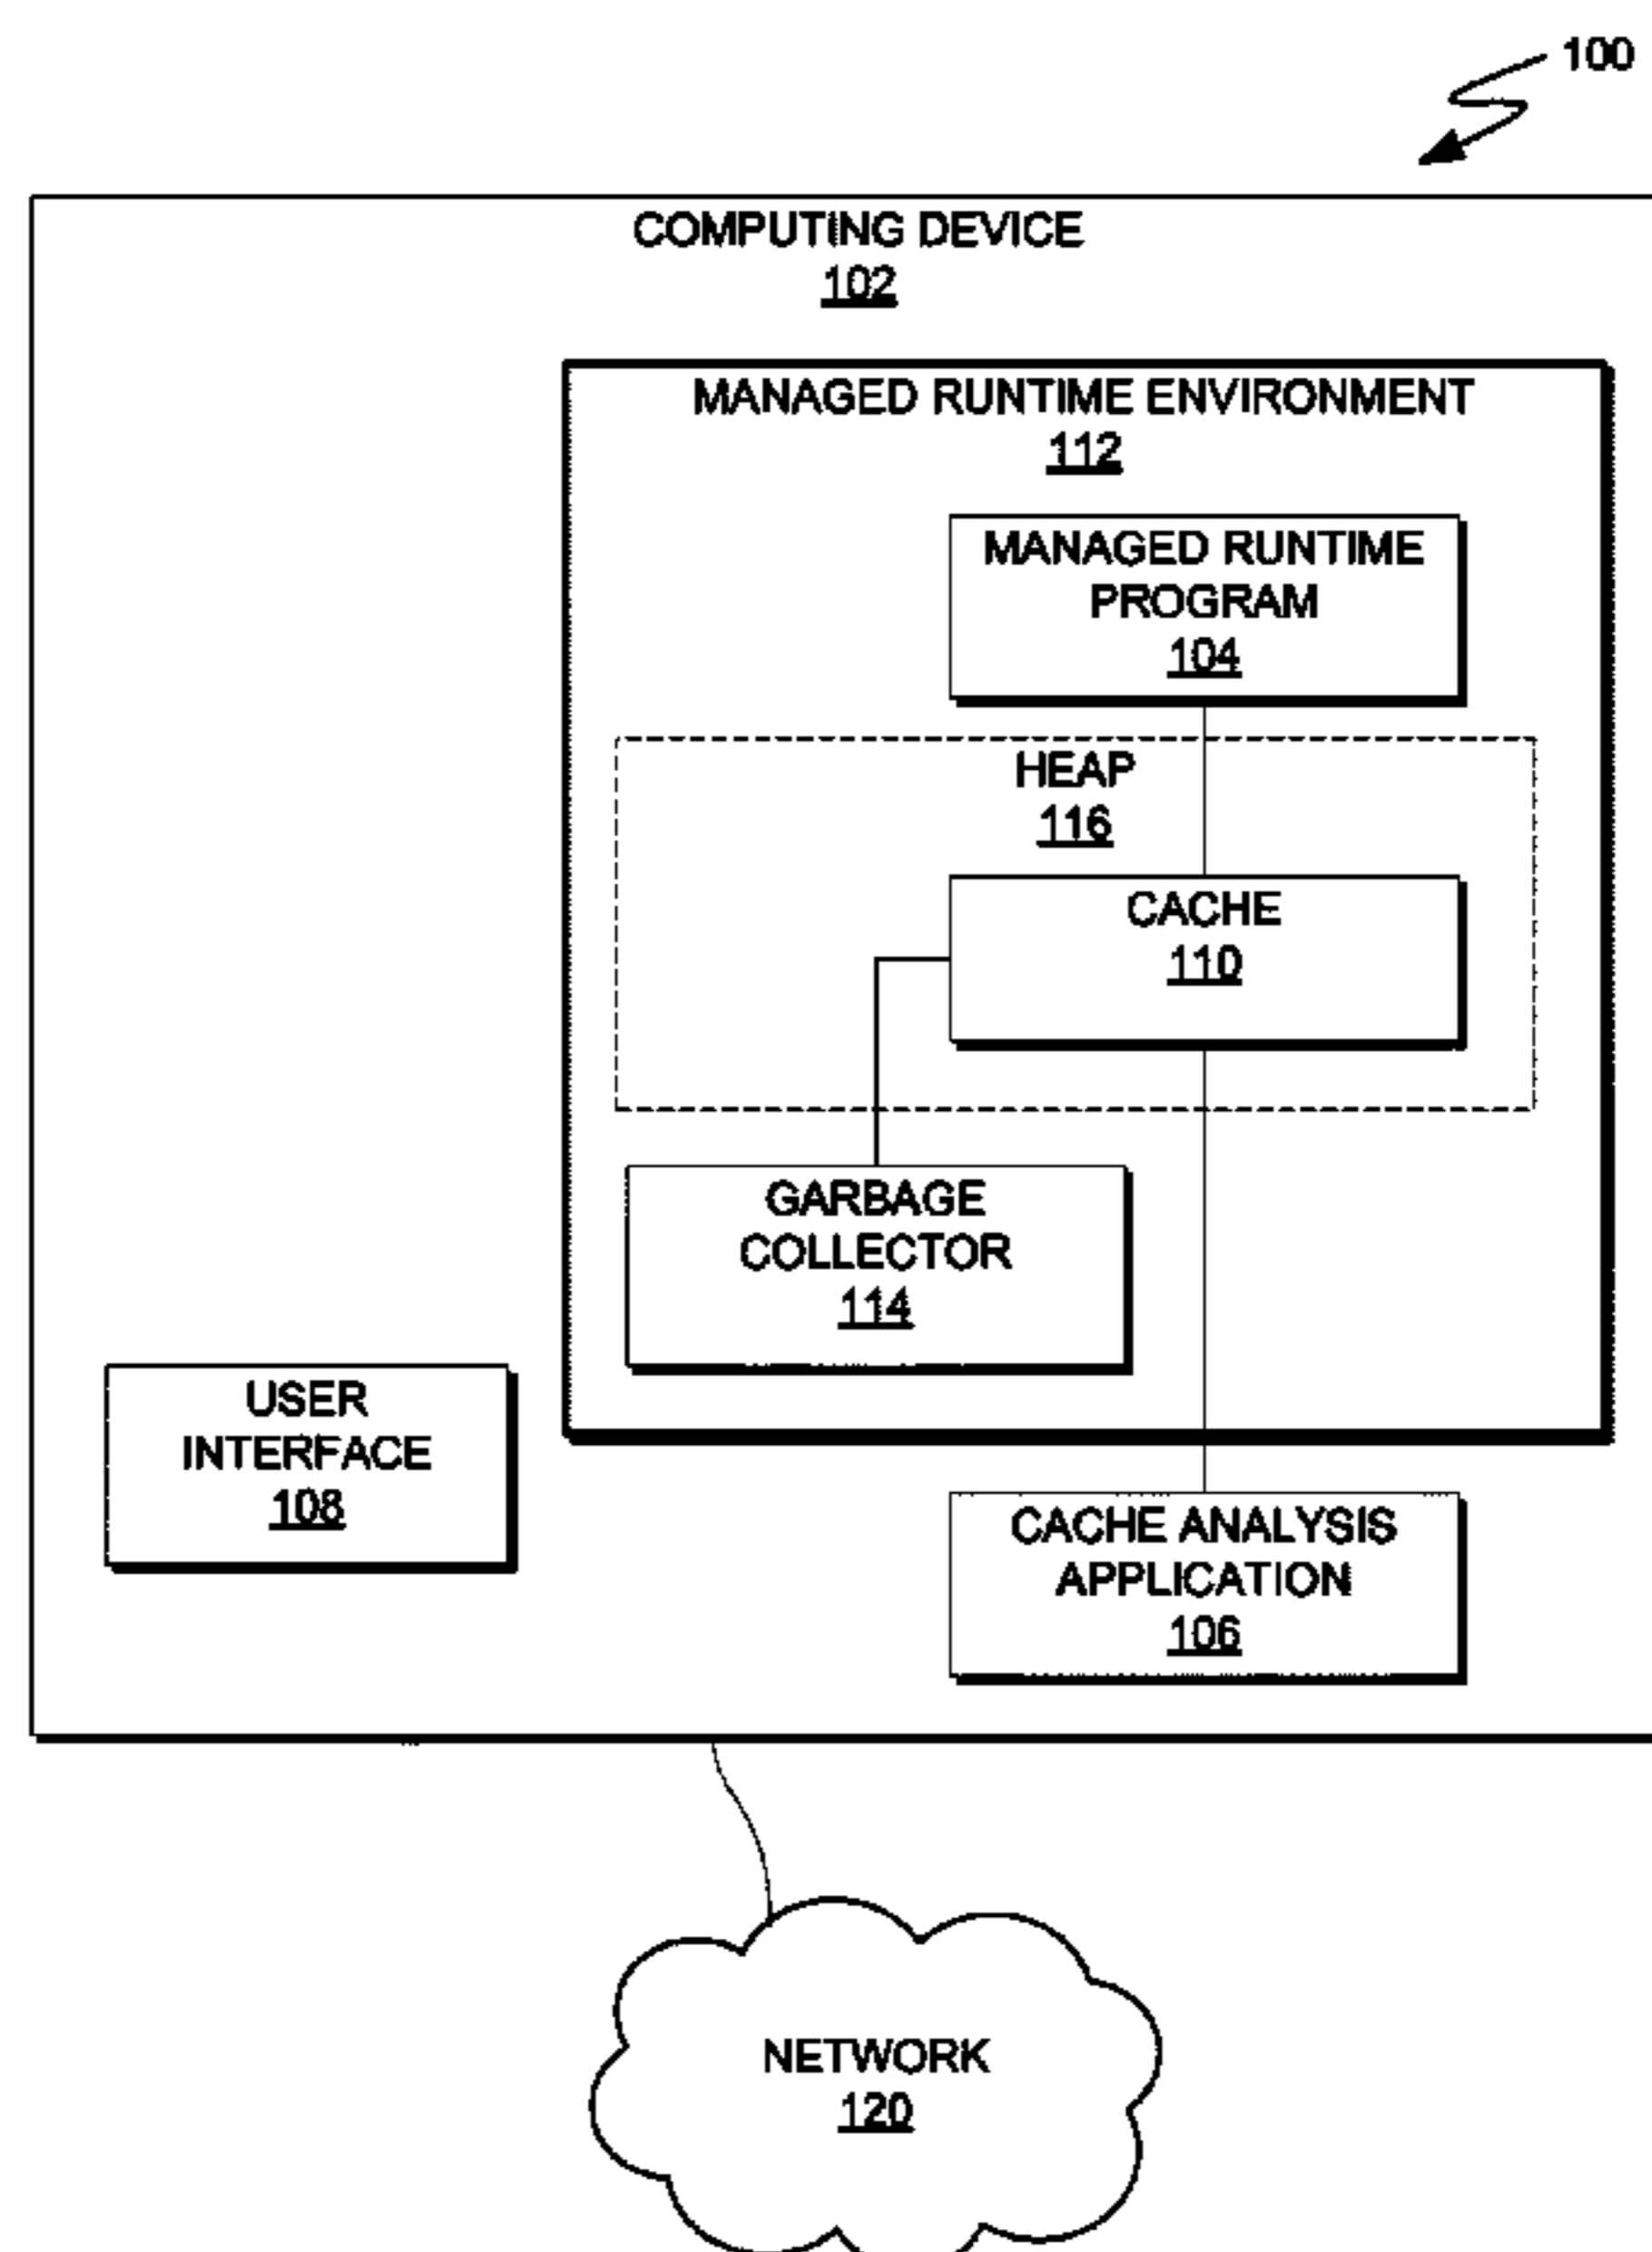 100
COMPUTING DEVICE
102
MANAGED RUNTIME ENVIRONMENT
112
MANAGED RUNTIME
PROGRAM
104
HEAP
116
CACHE
110
GARBAGE
COLLECTOR
114
USER
INTERFACE
108
CACHE ANALYSIS
APPLICATION
106
NETWORK
120